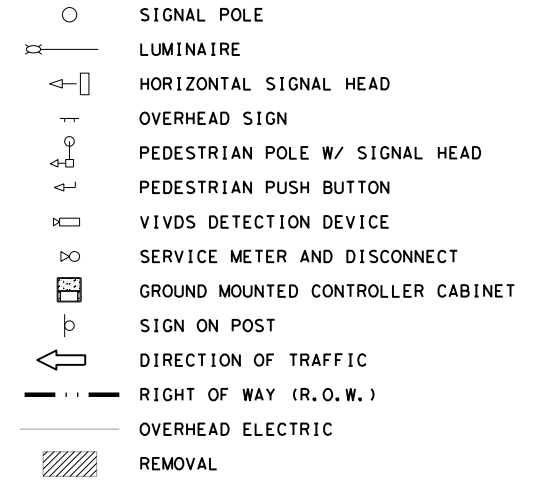 SIGNAL POLE
LUMINAIRE
HORIZONTAL SIGNAL HEAD
OVERHEAD SIGN
PEDESTRIAN POLE W/ SIGNAL HEAD
PEDESTRIAN PUSH BUTTON
VIVDS DETECTION DEVICE
SERVICE METER AND DISCONNECT
GROUND MOUNTED CONTROLLER CABINET
SIGN ON POST
DIRECTION OF TRAFFIC
RIGHT OF WAY (R.O.W.)
OVERHEAD ELECTRIC
REMOVAL